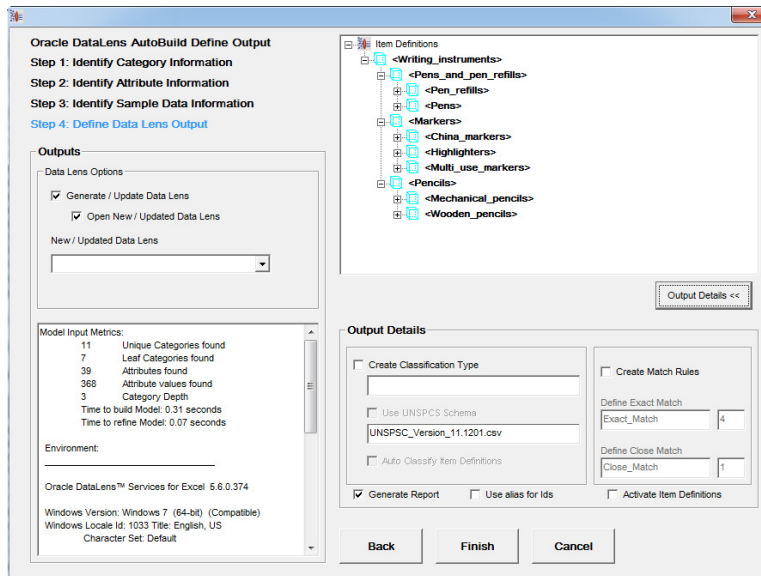 Oracle DataLens AutoBuild Define Output
Step 1: Identify Category Information
Step 2: Identify Attribute Information
Step 3: Identify Sample Data Information
Step 4: Define Data Lens Output
Outputs
Data Lens Options
Generate / Update Data Lens
Open New / Updated Data Lens
New / Updated Data Lens
Model Input Metrics:
11 Unique Categories found
7 Leaf Categories found
39 Attributes found
368 Attribute values found
3 Category Depth
Time to build Model: 0.31 seconds
Time to refine Model: 0.07 seconds
Environment:
Oracle DataLens™ Services for Excel 5.6.0.374
Windows Version: Windows 7 (64-bit) (Compatible)
Windows Locale Id: 1033 Title: English, US
Character Set: Default
Item Definitions
<Writing_instruments>
<Pens_and_pen_refills>
<Pen_refills>
<Pens>
<Markers>
<China_markers>
<Highlighters>
<Multi_use_markers>
<Pencils>
<Mechanical_pencils>
<Wooden_pencils>
Output Details <<
Output Details
Create Classification Type
Use UNSPCS Schema
UNSPSC_Version_11.1201.csv
Auto Classify Item Definitions
Create Match Rules
Define Exact Match
Exact_Match 4
Define Close Match
Close_Match 1
Generate Report Use alias for Ids Activate Item Definitions
Back Finish Cancel